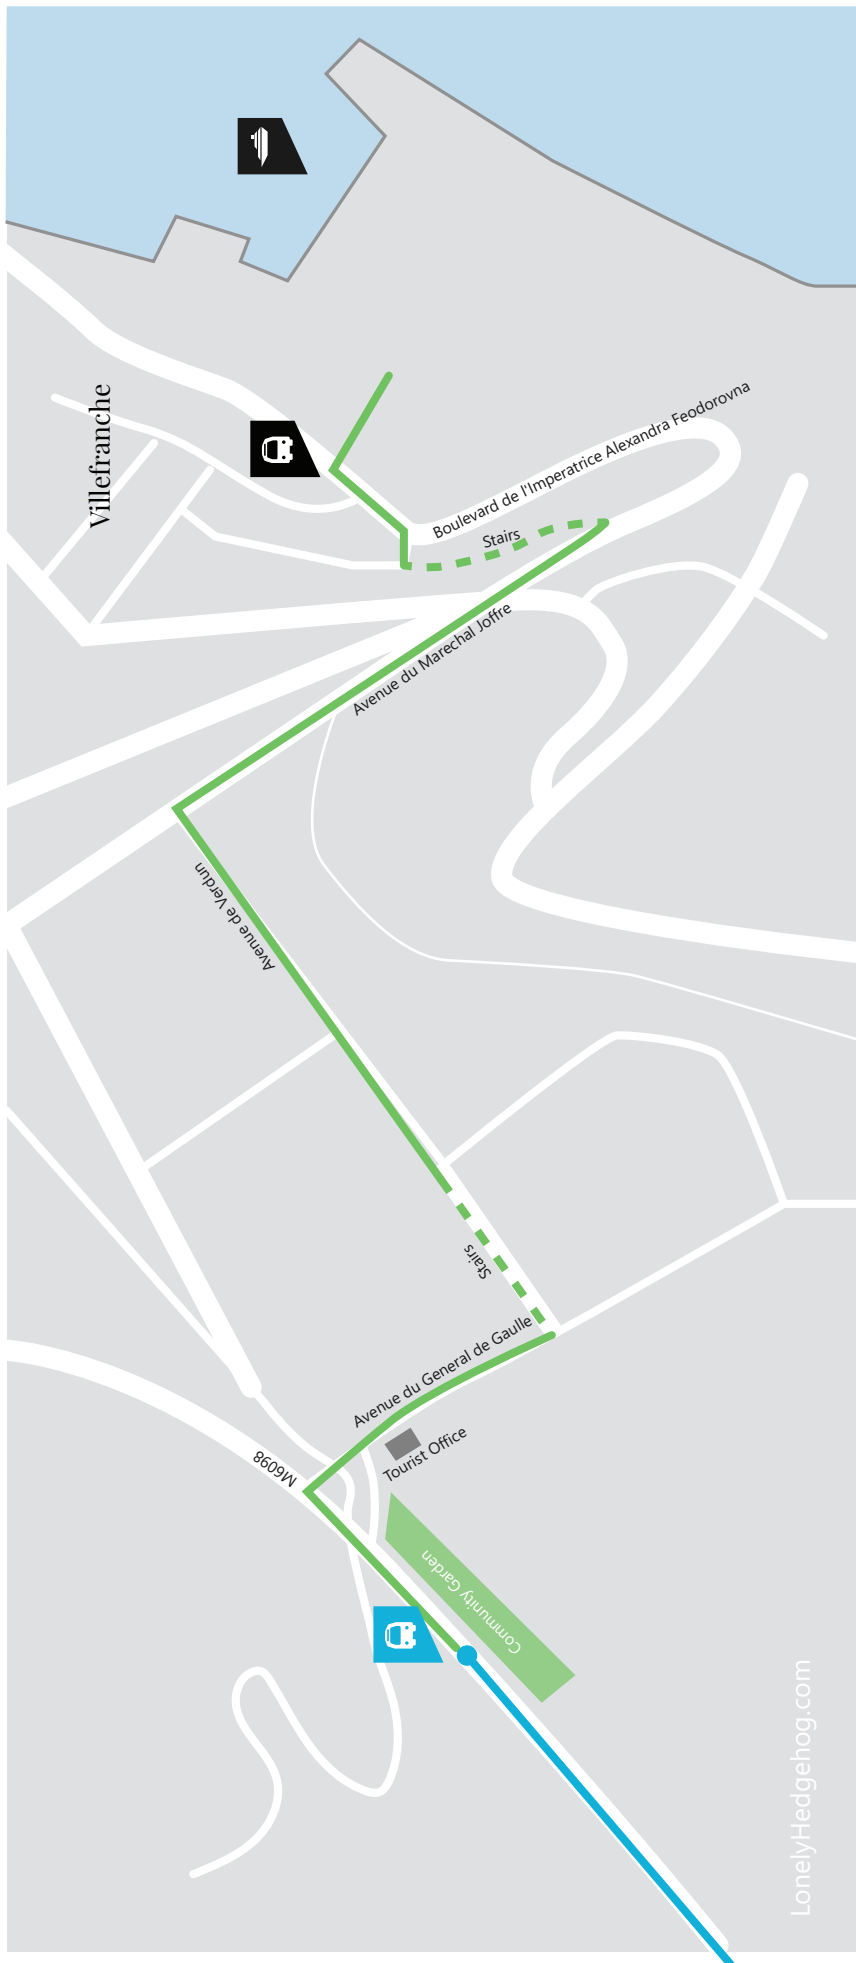 Villefranche
Boulevard de l'Imperatrice Alexandra Feodorovna
Stairs
Avenue du Marechal Joffre
Avenue de Verdun
Stairs
Avenue du General de Gaulle
Tourist Office
M6098
Community Garden
LonelyHedgehog.com